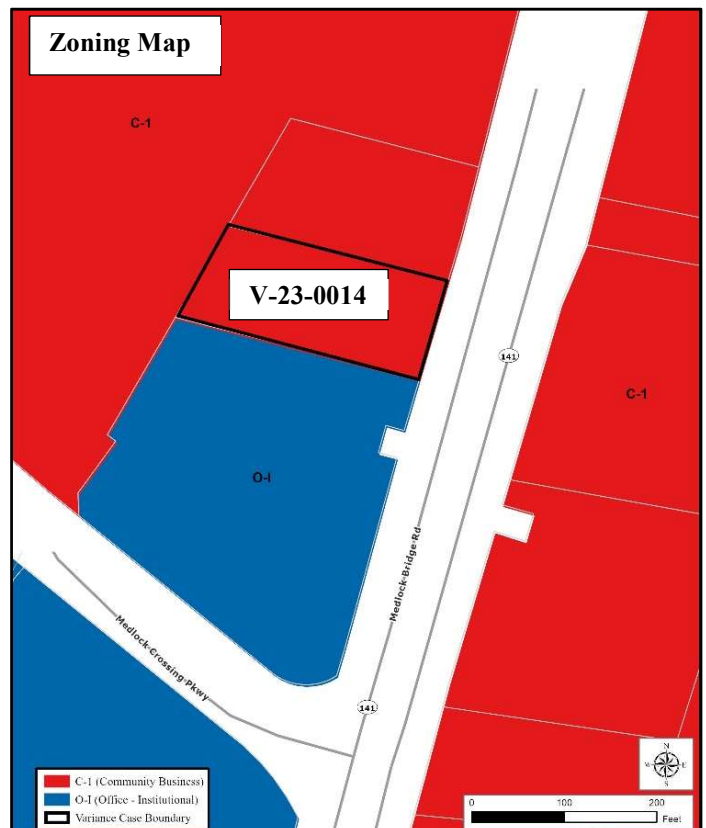 Zoning Map
C-1
V-23-0014
141
C-1
O-I
Medlock Bridge Rd
Medlock Crossing Pkwy
141
C-1 (Community Business)
O-I (Office - Institutional)
Variance Case Boundary
N
W
E
S
0 100 200
Feet